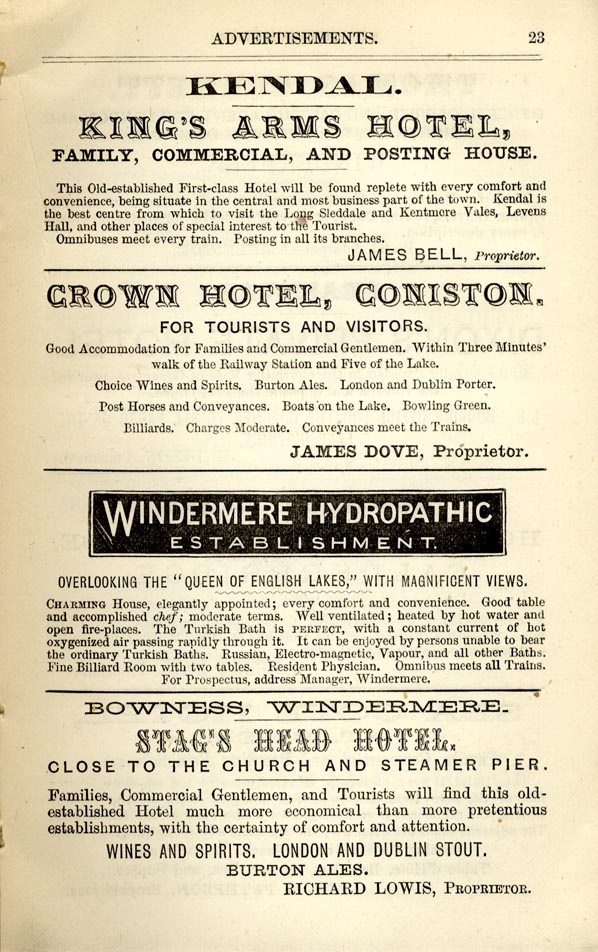 ADVERTISEMENTS. 23
KENDAL.
KING'S ARMS HOTEL,
FAMILY, COMMERCIAL, AND POSTING HOUSE.
This Old-established First-class Hotel will be found replete with every comfort and
convenience, being situate in the central and most business part of the town. Kendal is
the best centre from which to visit the Long Sleddale and Kentmere Vales, Levens
Hall, and other places of special interest to the Tourist.
Omnibuses meet every train. Posting in all its branches.
JAMES BELL, Proprietor.
CROWN HOTEL, CONISTON.
FOR TOURISTS AND VISITORS.
Good Accommodation for Families and Commercial Gentlemen. Within Three Minutes'
walk of the Railway Station and Five of the Lake.
Choice Wines and Spirits. Burton Ales. London and Dublin Porter.
Post Horses and Conveyances. Boats on the Lake. Bowling Green.
Billiards. Charges Moderate. Conveyances meet the Trains.
JAMES DOVE, Proprietor.
WINDERMERE HYDROPATHIC
ESTABLISHMENT.
OVERLOOKING THE "QUEEN OF ENGLISH LAKES," WITH MAGNIFICENT VIEWS.
CHARMING House, elegantly appointed; every comfort and convenience. Good table
and accomplished chef; moderate terms. Well ventilated; heated by hot water and
open fire-places. The Turkish Bath is PERFECT, with a constant current of hot
oxygenized air passing rapidly through it. It can be enjoyed by persons unable to bear
the ordinary Turkish Baths. Russian, Electro-magnetic, Vapour, and all other Baths.
Fine Billiard Room with two tables. Resident Physician. Omnibus meets all Trains.
For Prospectus, address Manager, Windermere.
BOWNESS, WINDERMERE.
STAG'S HEAD HOTEL.
CLOSE TO THE CHURCH AND STEAMER PIER.
Families, Commercial Gentlemen, and Tourists will find this old-
established Hotel much more economical than more pretentious
establishments, with the certainty of comfort and attention.
WINES AND SPIRITS. LONDON AND DUBLIN STOUT.
BURTON ALES.
RICHARD LOWIS, PROPRIETOR.